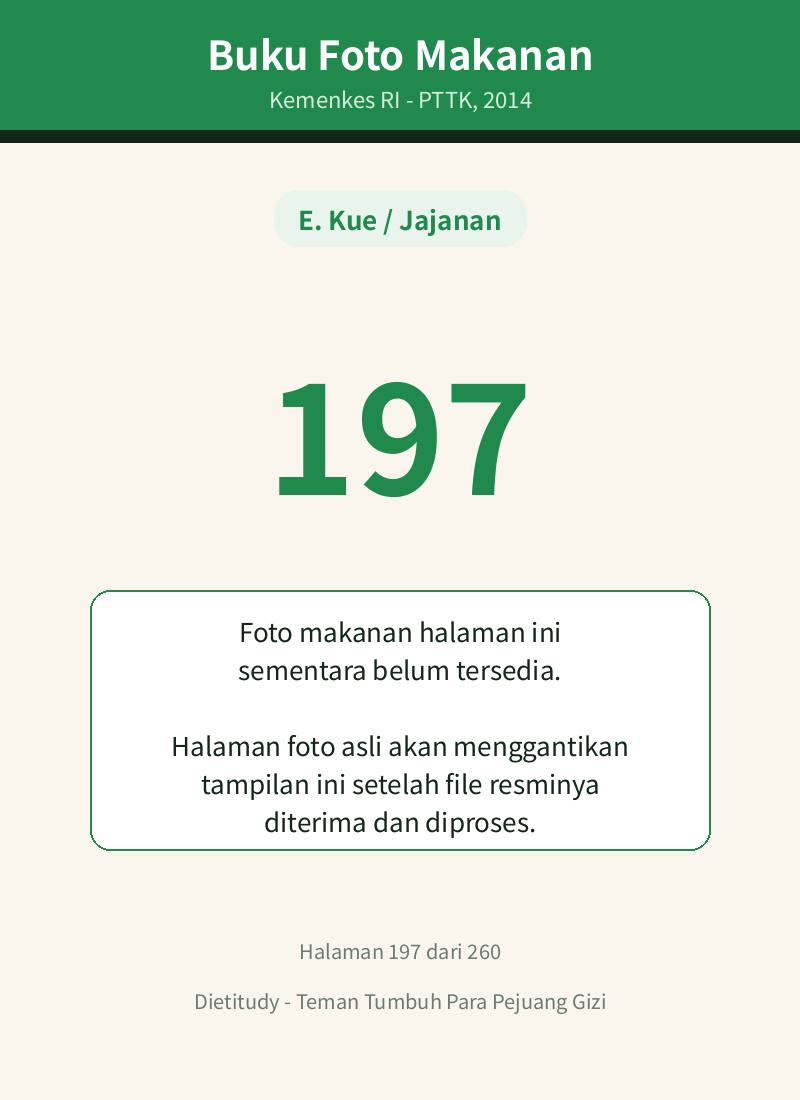 Buku Foto Makanan
Kemenkes RI - PTTK, 2014
E. Kue / Jajanan
197
Foto makanan halaman ini
sementara belum tersedia.
Halaman foto asli akan menggantikan
tampilan ini setelah file resminya
diterima dan diproses.
Halaman 197 dari 260
Dietitudy - Teman Tumbuh Para Pejuang Gizi